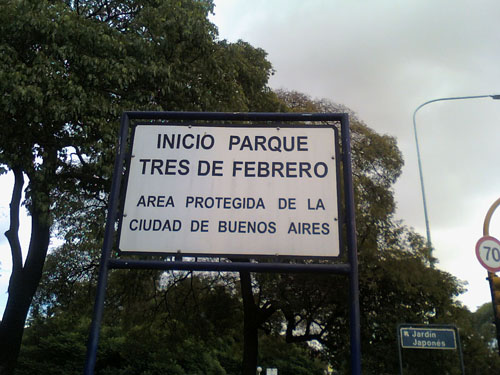 INICIO PARQUE
TRES DE FEBRERO
AREA PROTEGIDA DE LA
CIUDAD DE BUENOS AIRES
70
Jardín
Japonés